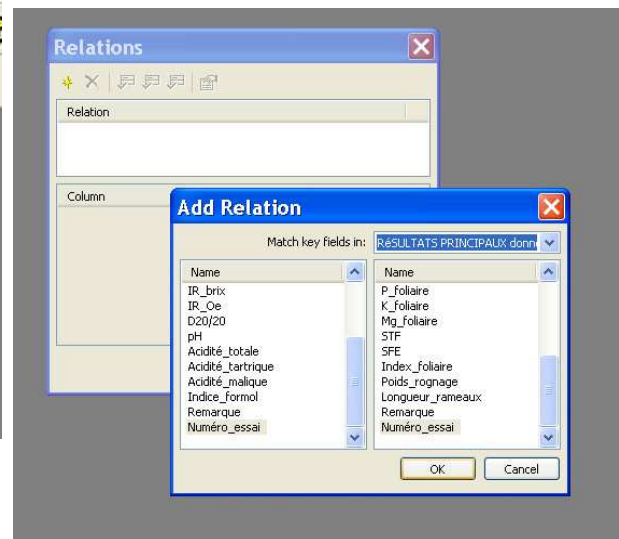 Relations
Relation
Column
Add Relation
Match key fields in: RéSULTATS PRINCIPAUX donn
Name
IR_brix
IR_Oe
D20/20
pH
Acidité_totale
Acidité_tartrique
Acidité_malique
Indice_formol
Remarque
Numéro_essai
Name
P_foliaire
K_foliaire
Mg_foliaire
STF
SFE
Index_foliaire
Poids_rognage
Longueur_rameaux
Remarque
Numéro_essai
OK Cancel